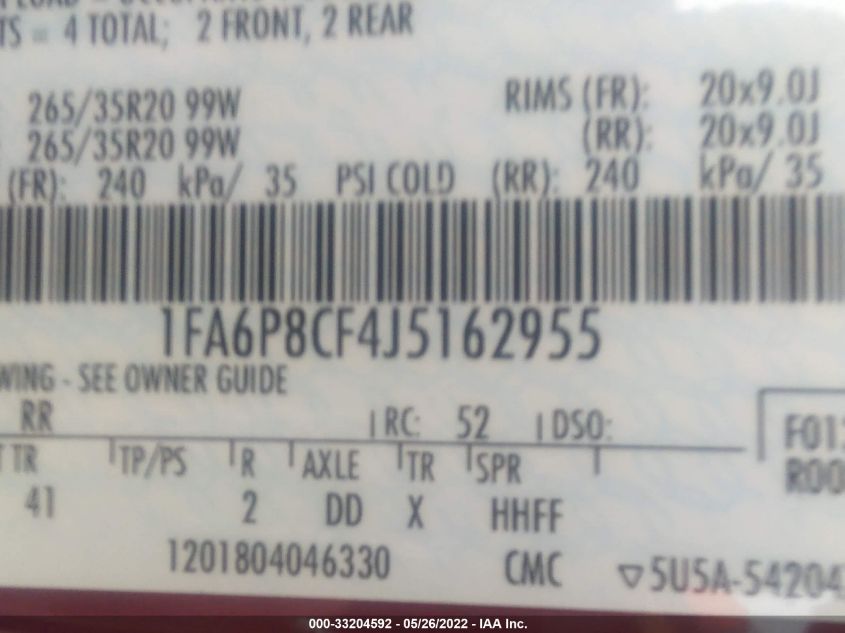 TS = 4 TOTAL; 2 FRONT, 2 REAR
265/35R20 99W RIMS (FR): 20x9.0J
265/35R20 99W (RR): 20x9.0J
(FR): 240 kPa/ 35 PSI COLD (RR): 240 kPa/ 35
1FA6P8CF4J5162955
WING - SEE OWNER GUIDE
RR RC: 52 DSO:
TR TP/PS R AXLE TR SPR
F01
R00
41 2 DD X HHFF
1201804046330 CMC ▽5U5A-54204
000-33204592 - 05/26/2022 - IAA Inc.